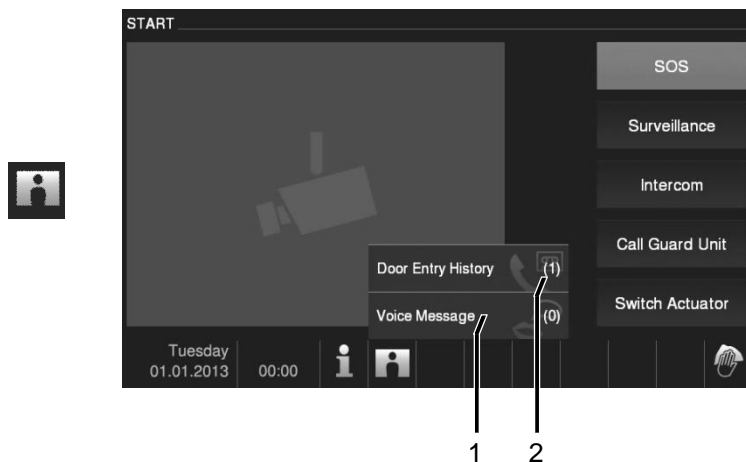 START
SOS
Surveillance
Intercom
Call Guard Unit
Switch Actuator
Door Entry History (1)
Voice Message (0)
Tuesday
01.01.2013 00:00
1 2